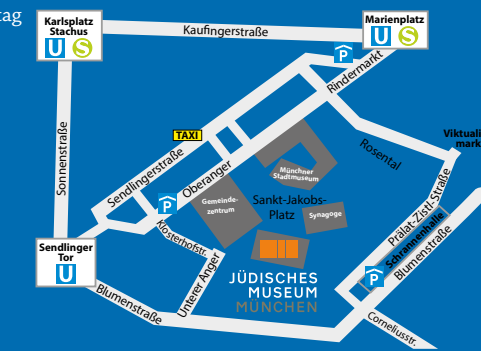 tag
Karlsplatz
Stachus
U S
Kaufingerstraße
Marienplatz
U S
P
Rindermarkt
TAXI
Sonnenstraße
Sendlingerstraße
Oberanger
P
Rosental
Viktuali
mark
Münchner
Stadtmuseum
Gemeinde-
zentrum
Sankt-Jakobs-
Platz
Synagoge
Prälat-Zistl-Straße
Schrannenhalle
Blumenstraße
P
Klosterhofstr.
Unterer Anger
Sendlinger
Tor
U
JÜDISCHES
MUSEUM
MÜNCHEN
Blumenstraße
Corneliusstr.